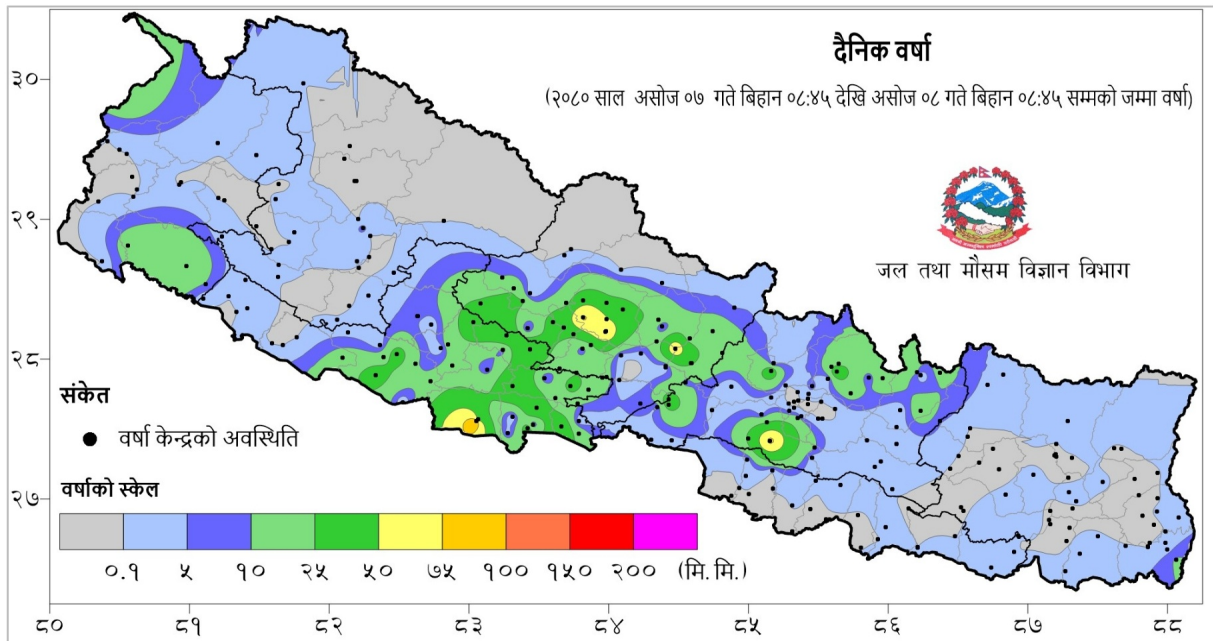 दैनिक वर्षा
(२०८० साल असोज ०७ गते बिहान ०८:४५ देखि असोज ०८ गते बिहान ०८:४५ सम्मको जम्मा वर्षा)
जल तथा मौसम विज्ञान विभाग
३०
२९
२८
२७
संकेत
वर्षा केन्द्रको अवस्थिति
वर्षाको स्केल
०.१ ५ १० २५ ५० ७५ १०० १५० २०० (मि.मि.)
८० ८१ ८२ ८३ ८४ ८५ ८६ ८७ ८८